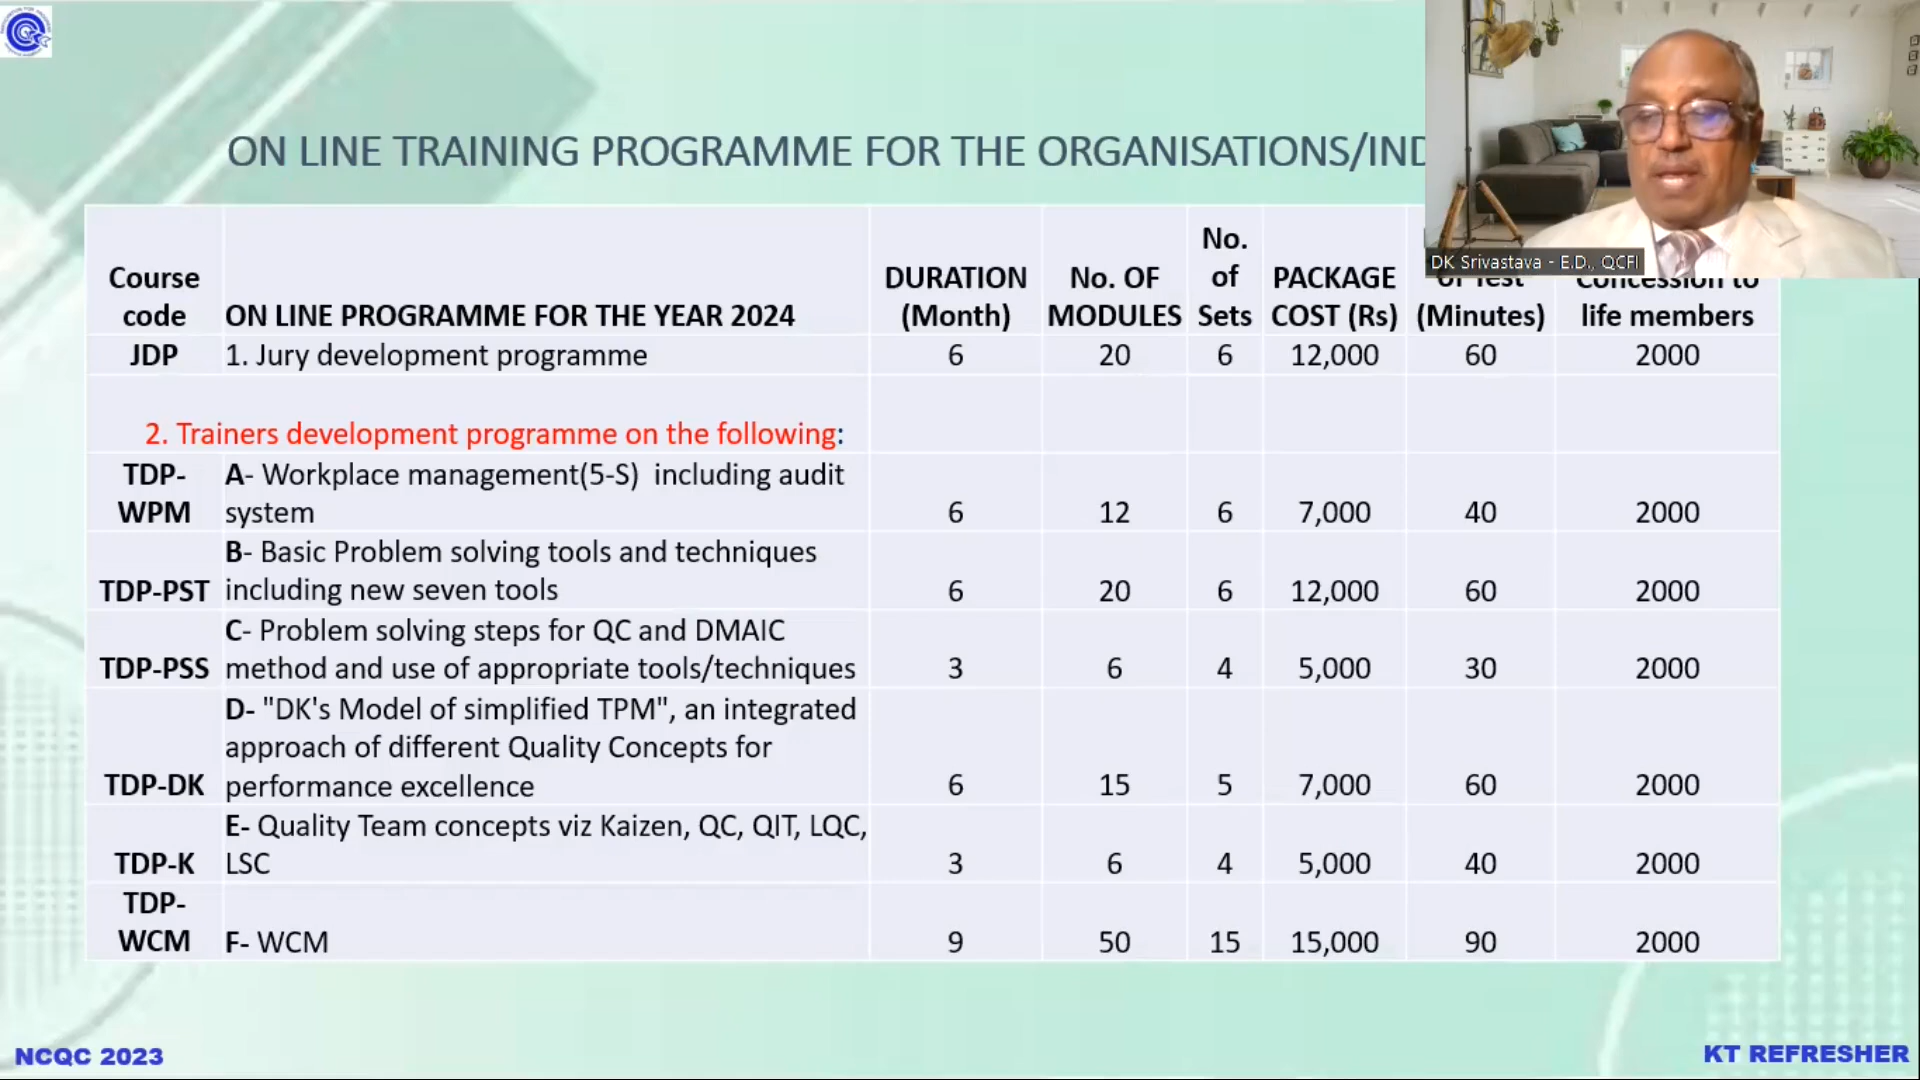 ON LINE TRAINING PROGRAMME FOR THE ORGANISATIONS/IND
DK Srivastava - E.D., QCFI
Course code ON LINE PROGRAMME FOR THE YEAR 2024 DURATION (Month) No. OF MODULES No. of Sets PACKAGE COST (Rs) of Test (Minutes) Concession to life members
JDP 1. Jury development programme 6 20 6 12,000 60 2000
2. Trainers development programme on the following:
TDP-WPM A- Workplace management(5-S) including audit system 6 12 6 7,000 40 2000
TDP-PST B- Basic Problem solving tools and techniques including new seven tools 6 20 6 12,000 60 2000
TDP-PSS C- Problem solving steps for QC and DMAIC method and use of appropriate tools/techniques 3 6 4 5,000 30 2000
TDP-DK D- "DK's Model of simplified TPM", an integrated approach of different Quality Concepts for performance excellence 6 15 5 7,000 60 2000
TDP-K E- Quality Team concepts viz Kaizen, QC, QIT, LQC, LSC 3 6 4 5,000 40 2000
TDP-WCM F- WCM 9 50 15 15,000 90 2000
NCQC 2023
KT REFRESHER